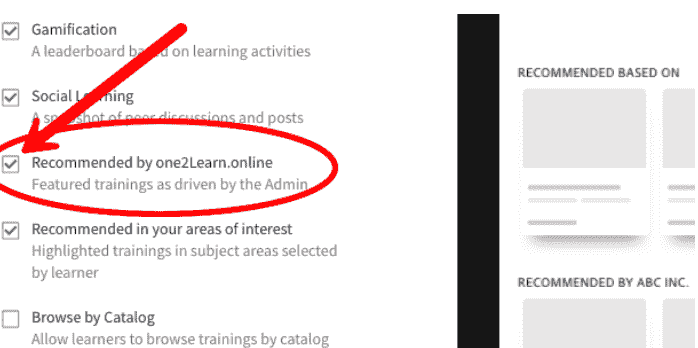 Gamification
A leaderboard based on learning activities
Social Learning
A snapshot of peer discussions and posts
Recommended by one2Learn.online
Featured trainings as driven by the Admin
Recommended in your areas of interest
Highlighted trainings in subject areas selected
by learner
Browse by Catalog
Allow learners to browse trainings by catalog
RECOMMENDED BASED ON
RECOMMENDED BY ABC INC.